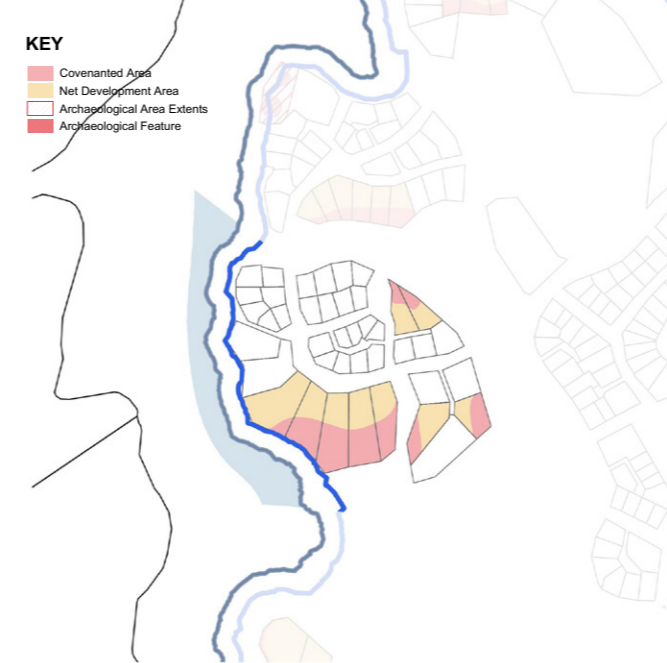 KEY
Covenanted Area
Net Development Area
Archaeological Area Extents
Archaeological Feature